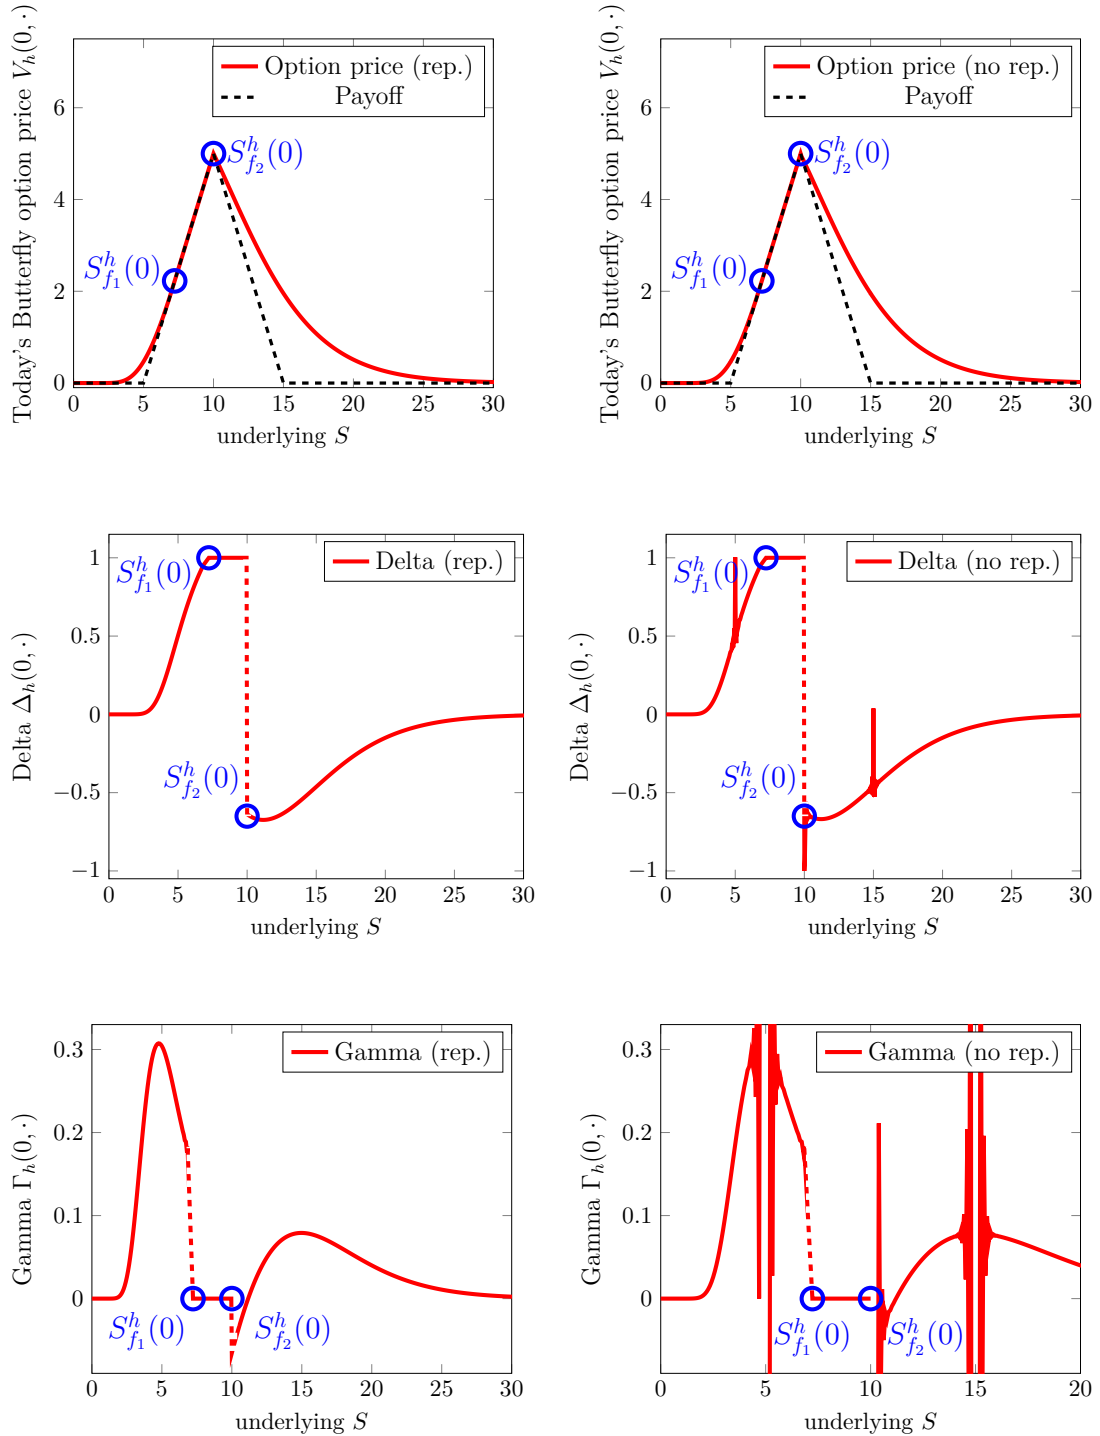 Today's Butterfly option price V_h(0, ·)
Option price (rep.)
Payoff
S^h_{f_2}(0)
S^h_{f_1}(0)
6
4
2
0
0 5 10 15 20 25 30
underlying S
Today's Butterfly option price V_h(0, ·)
Option price (no rep.)
Payoff
S^h_{f_2}(0)
S^h_{f_1}(0)
6
4
2
0
0 5 10 15 20 25 30
underlying S
Delta Δ_h(0, ·)
Delta (rep.)
S^h_{f_1}(0)
S^h_{f_2}(0)
1
0.5
0
−0.5
−1
0 5 10 15 20 25 30
underlying S
Delta Δ_h(0, ·)
Delta (no rep.)
S^h_{f_1}(0)
S^h_{f_2}(0)
1
0.5
0
−0.5
−1
0 5 10 15 20 25 30
underlying S
Gamma Γ_h(0, ·)
Gamma (rep.)
0.3
0.2
0.1
0
S^h_{f_1}(0)
S^h_{f_2}(0)
0 5 10 15 20 25 30
underlying S
Gamma Γ_h(0, ·)
Gamma (no rep.)
0.3
0.2
0.1
0
S^h_{f_1}(0)
S^h_{f_2}(0)
0 5 10 15 20
underlying S